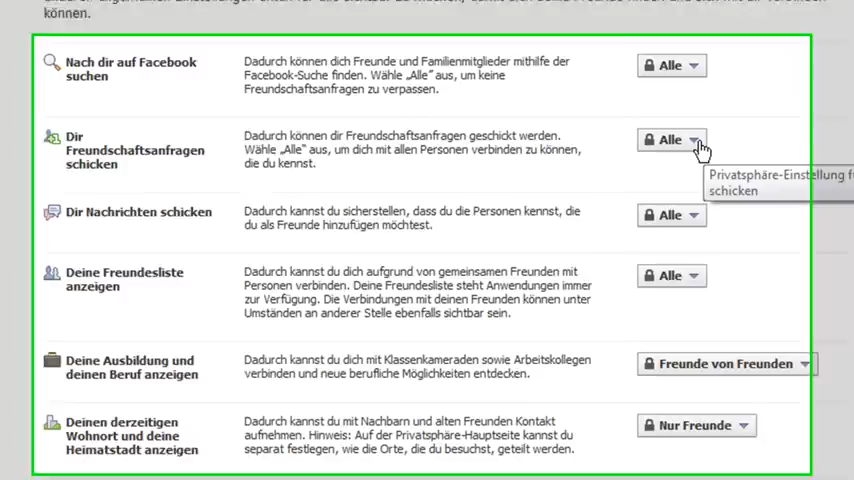 können.
Nach dir auf Facebook
suchen
Dadurch können dich Freunde und Familienmitglieder mithilfe der
Facebook-Suche finden. Wähle „Alle" aus, um keine
Freundschaftsanfragen zu verpassen.
Alle
Dir
Freundschaftsanfragen
schicken
Dadurch können dir Freundschaftsanfragen geschickt werden.
Wähle „Alle" aus, um dich mit allen Personen verbinden zu können,
die du kennst.
Alle
Privatsphäre-Einstellung f
schicken
Dir Nachrichten schicken
Dadurch kannst du sicherstellen, dass du die Personen kennst, die
du als Freunde hinzufügen möchtest.
Alle
Deine Freundesliste
anzeigen
Dadurch kannst du dich aufgrund von gemeinsamen Freunden mit
Personen verbinden. Deine Freundesliste steht Anwendungen immer
zur Verfügung. Die Verbindungen mit deinen Freunden können unter
Umständen an anderer Stelle ebenfalls sichtbar sein.
Alle
Deine Ausbildung und
deinen Beruf anzeigen
Dadurch kannst du dich mit Klassenkameraden sowie Arbeitskollegen
verbinden und neue berufliche Möglichkeiten entdecken.
Freunde von Freunden
Deinen derzeitigen
Wohnort und deine
Heimatstadt anzeigen
Dadurch kannst du mit Nachbarn und alten Freunden Kontakt
aufnehmen. Hinweis: Auf der Privatsphäre-Hauptseite kannst du
separat festlegen, wie die Orte, die du besuchst, geteilt werden.
Nur Freunde